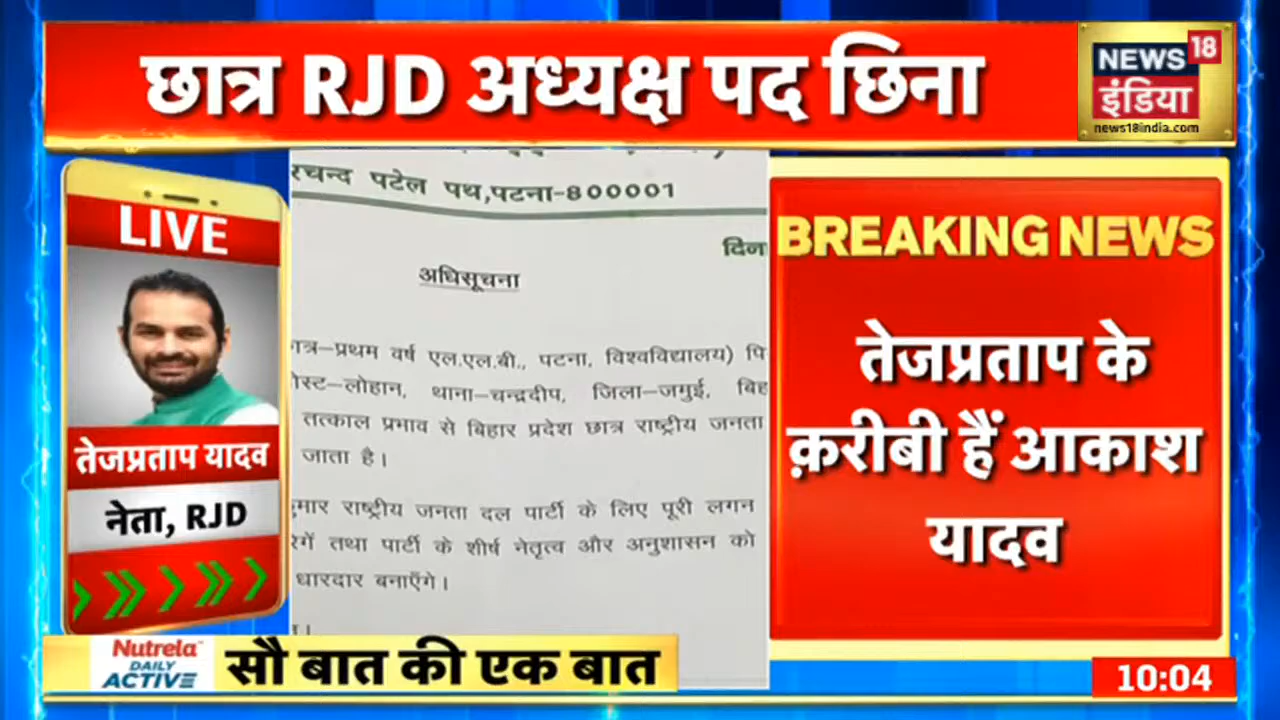 छात्र RJD अध्यक्ष पद छिना
NEWS 18
इंडिया
news18india.com
LIVE
तेजप्रताप यादव
नेता, RJD
रचन्द पटेल पथ,पटना-800001
दिन
अधिसूचना
ात्र–प्रथम वर्ष एल.एल.बी., पटना, विश्वविद्यालय) पि
ोस्ट–लोहान, थाना–चन्द्रदीप, जिला–जमुई, बिह
तत्काल प्रभाव से बिहार प्रदेश छात्र राष्ट्रीय जनता
जाता है।
ुमार राष्ट्रीय जनता दल पार्टी के लिए पूरी लगन
रेगें तथा पार्टी के शीर्ष नेतृत्व और अनुशासन को
धारदार बनाएँगे।
BREAKING NEWS
तेजप्रताप के
क़रीबी हैं आकाश
यादव
Nutrela
DAILY
ACTIVE
सौ बात की एक बात
10:04